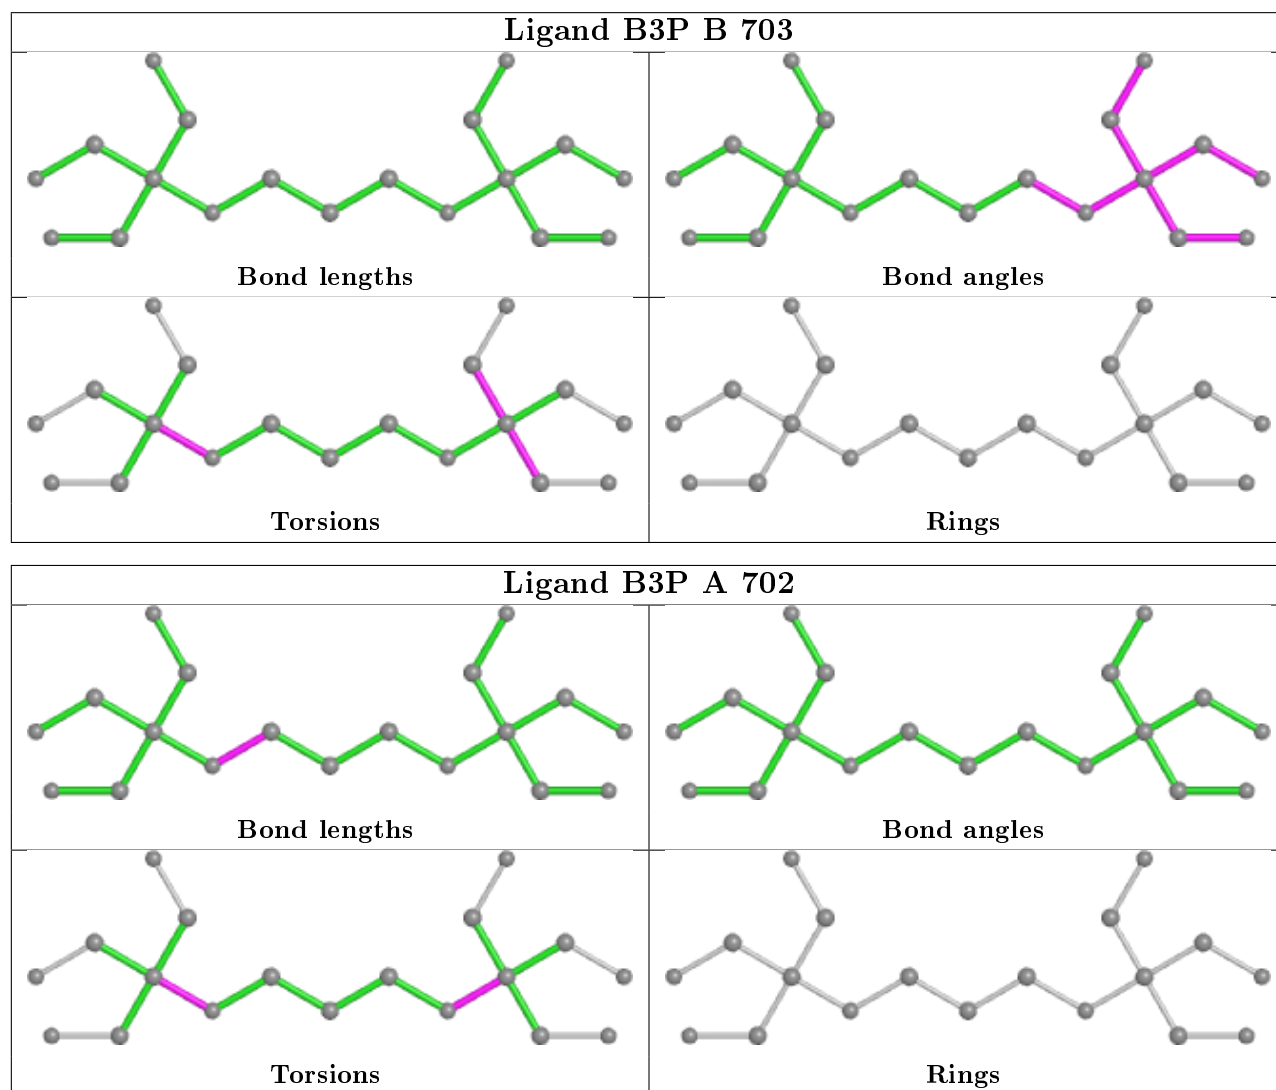 Ligand B3P B 703
Bond lengths
Bond angles
Torsions
Rings
Ligand B3P A 702
Bond lengths
Bond angles
Torsions
Rings